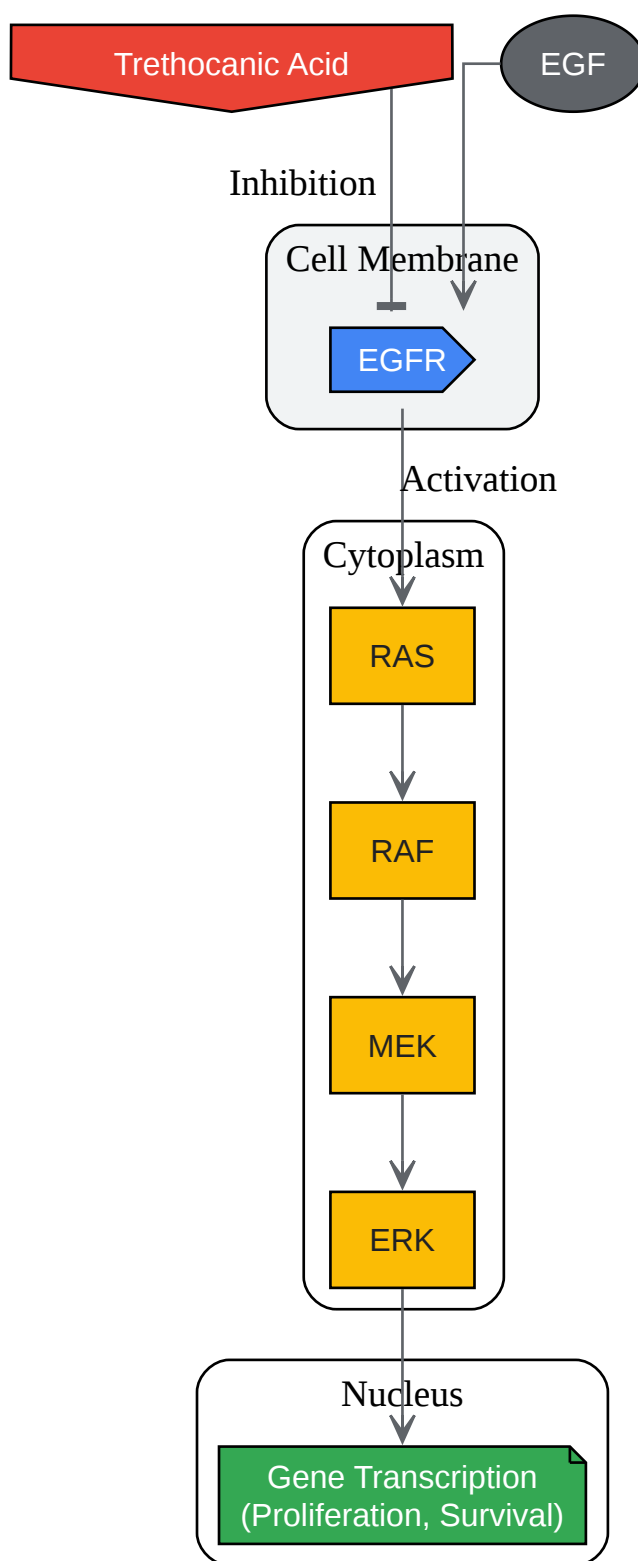 Trethocanic Acid
EGF
Inhibition
Cell Membrane
EGFR
Activation
Cytoplasm
RAS
RAF
MEK
ERK
Nucleus
Gene Transcription
(Proliferation, Survival)